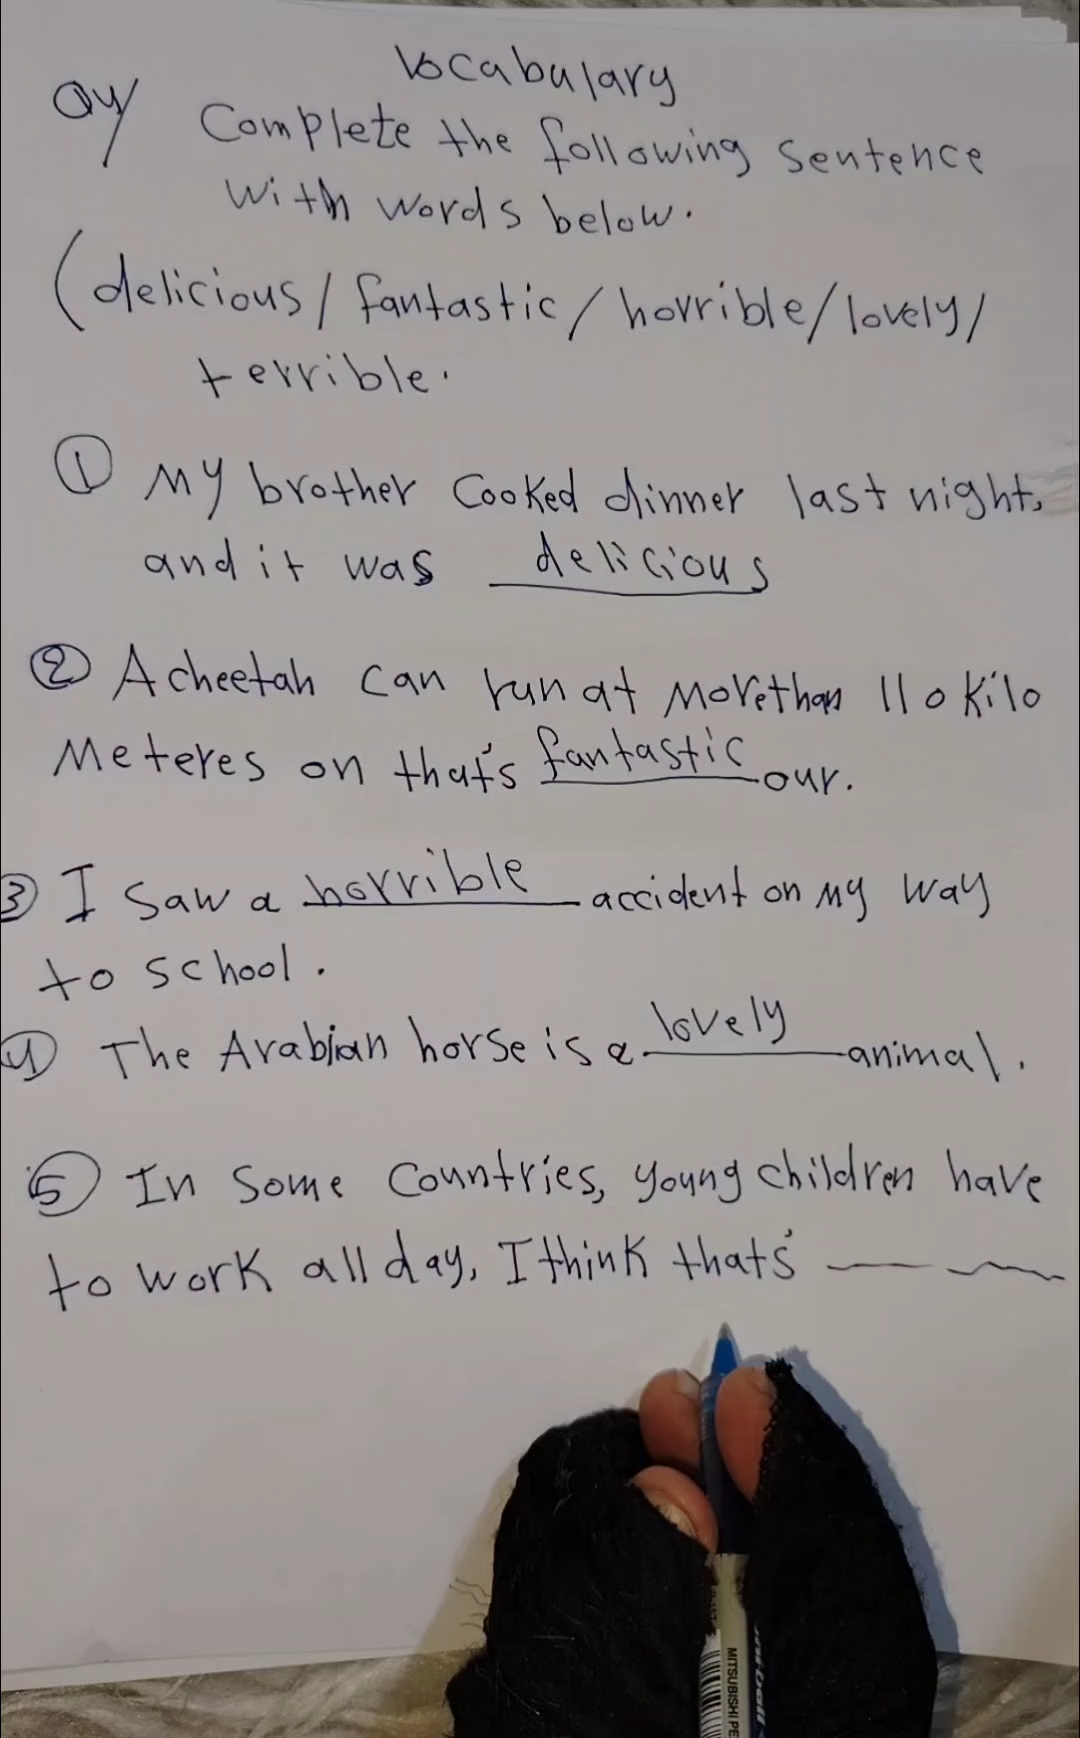 Vocabulary
Q4/ Complete the following sentence
with words below.
(delicious/fantastic/horrible/lovely/
terrible.
① My brother cooked dinner last night,
and it was delicious
② A cheetah can run at more than 110 kilo
Meteres on that's fantastic our.
③ I saw a horrible accident on my way
to school.
④ The Arabian horse is a lovely animal.
⑤ In some countries, young children have
to work all day, I think that's
MITSUBISHI PE